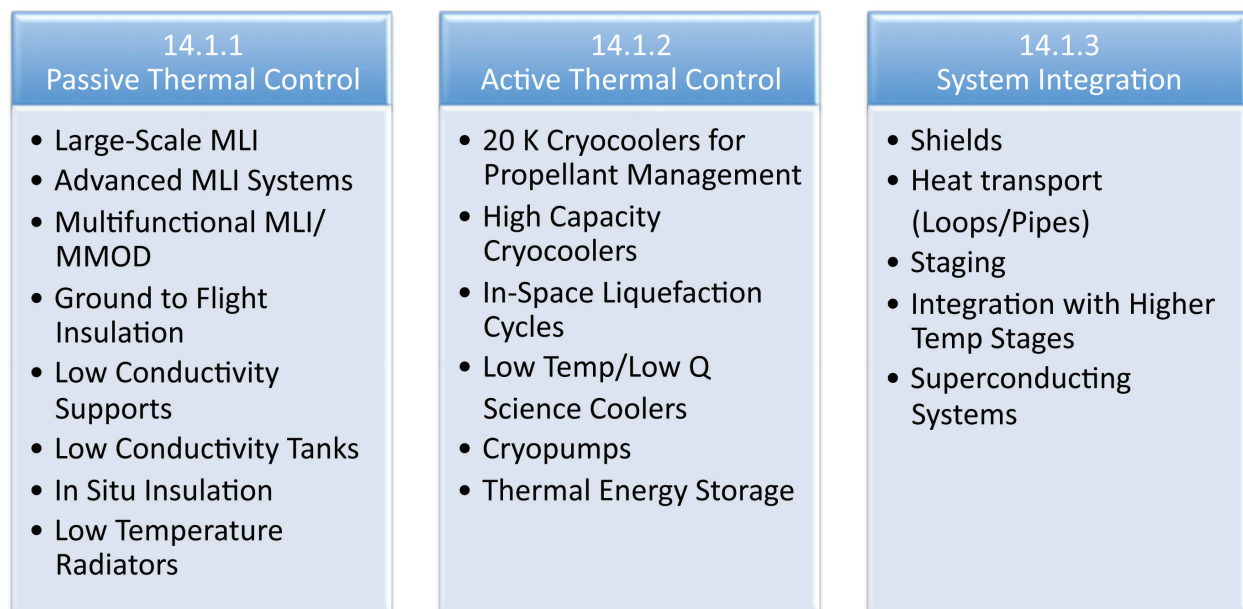 14.1.1
Passive Thermal Control
• Large-Scale MLI
• Advanced MLI Systems
• Multifunctional MLI/
MMOD
• Ground to Flight
Insulation
• Low Conductivity
Supports
• Low Conductivity Tanks
• In Situ Insulation
• Low Temperature
Radiators
14.1.2
Active Thermal Control
• 20 K Cryocoolers for
Propellant Management
• High Capacity
Cryocoolers
• In-Space Liquefaction
Cycles
• Low Temp/Low Q
Science Coolers
• Cryopumps
• Thermal Energy Storage
14.1.3
System Integration
• Shields
• Heat transport
(Loops/Pipes)
• Staging
• Integration with Higher
Temp Stages
• Superconducting
Systems